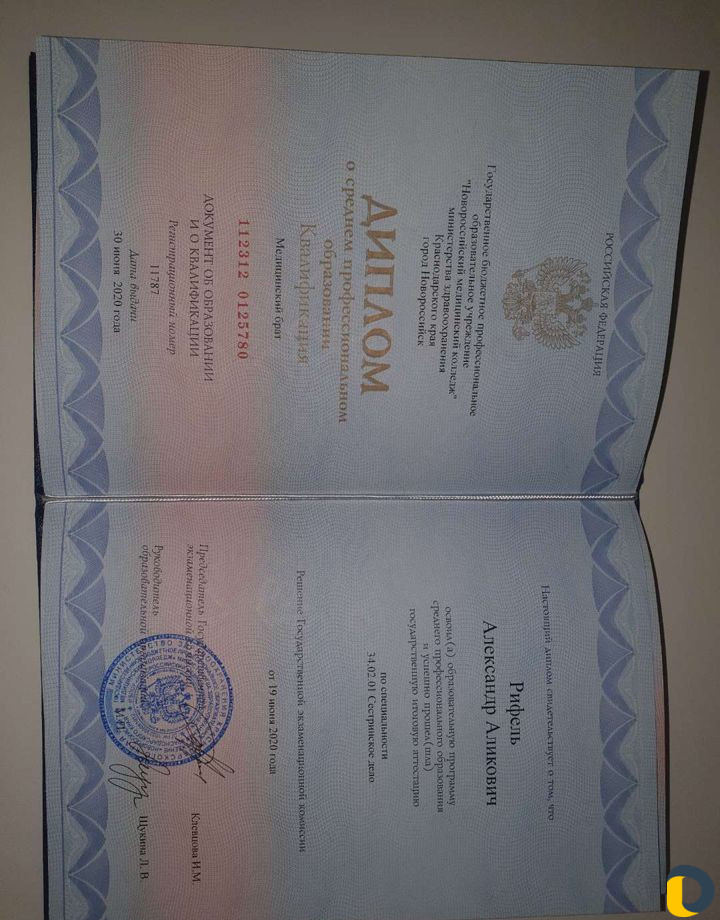 РОССИЙСКАЯ ФЕДЕРАЦИЯ
Государственное бюджетное профессиональное
образовательное учреждение
"Новороссийский медицинский колледж"
министерства здравоохранения
Краснодарского края
город Новороссийск
ДИПЛОМ
о среднем профессиональном
образовании
Квалификация
Медицинский брат
112312 0125780
ДОКУМЕНТ ОБ ОБРАЗОВАНИИ
И О КВАЛИФИКАЦИИ
Регистрационный номер
11787
Дата выдачи
30 июня 2020 года
Настоящий диплом свидетельствует о том, что
Рифель
Александр Аликович
освоил(а) образовательную программу
среднего профессионального образования
и успешно прошел(шла)
государственную итоговую аттестацию
по специальности
34.02.01 Сестринское дело
Решение Государственной экзаменационной комиссии
от 19 июня 2020 года
Председатель
экзаменационной
Клевцова И.М.
Руководитель
образовательной
Щукина Л. В.